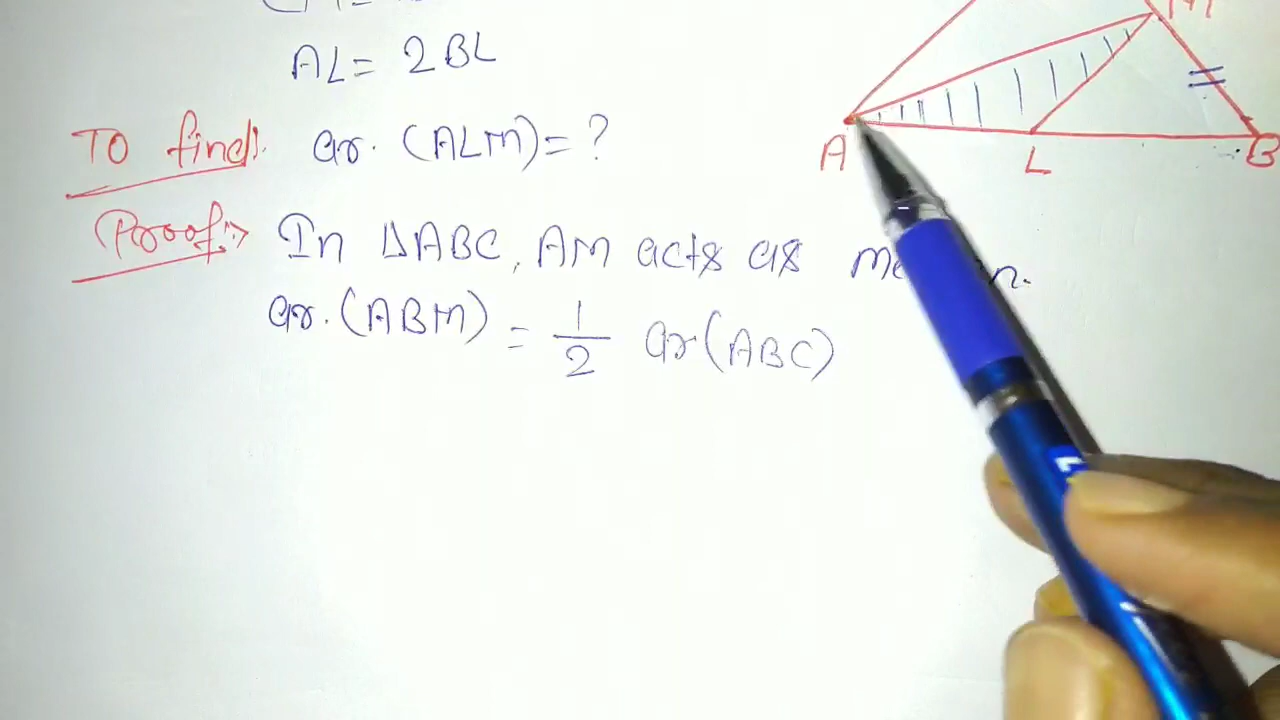 AL = 2BL
M
A L B
To find: ar. (ALM) = ?
Proof:→ In ΔABC, AM acts as
ar. (ABM) = 1/2 ar(ABC)